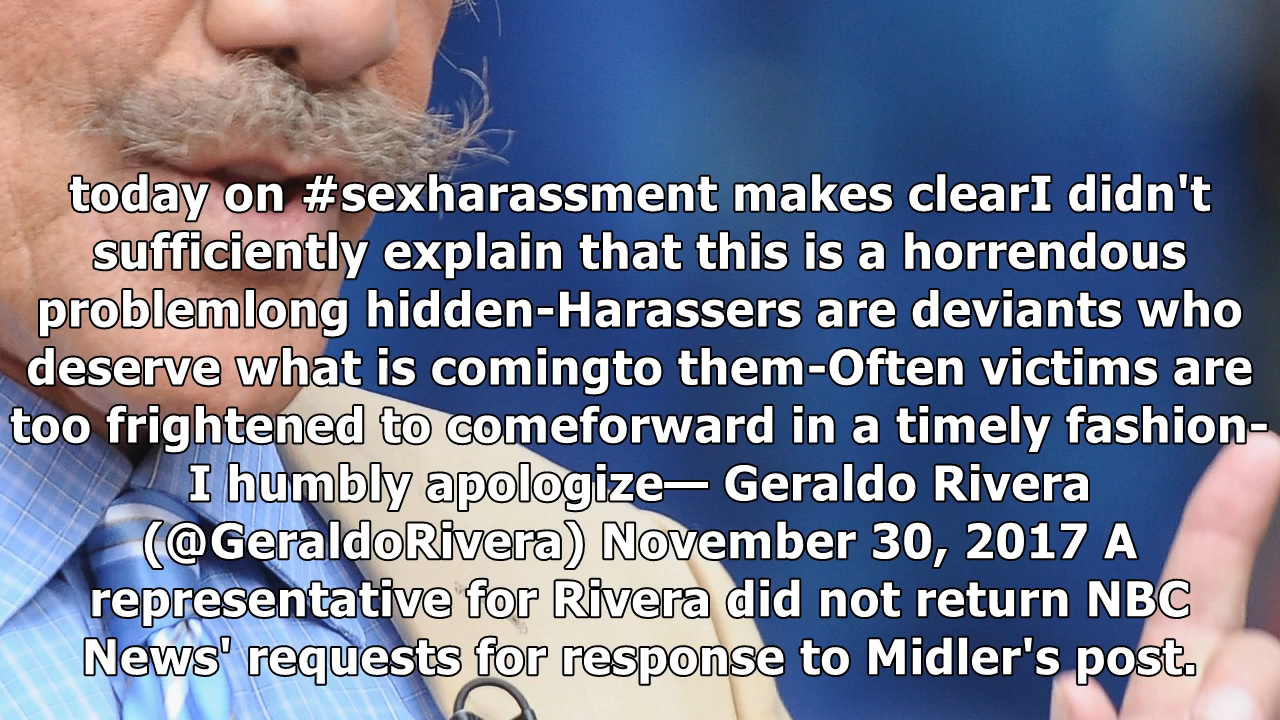 today on #sexharassment makes clearI didn't
sufficiently explain that this is a horrendous
problemlong hidden-Harassers are deviants who
deserve what is comingto them-Often victims are
too frightened to comeforward in a timely fashion-
I humbly apologize— Geraldo Rivera
(@GeraldoRivera) November 30, 2017 A
representative for Rivera did not return NBC
News' requests for response to Midler's post.